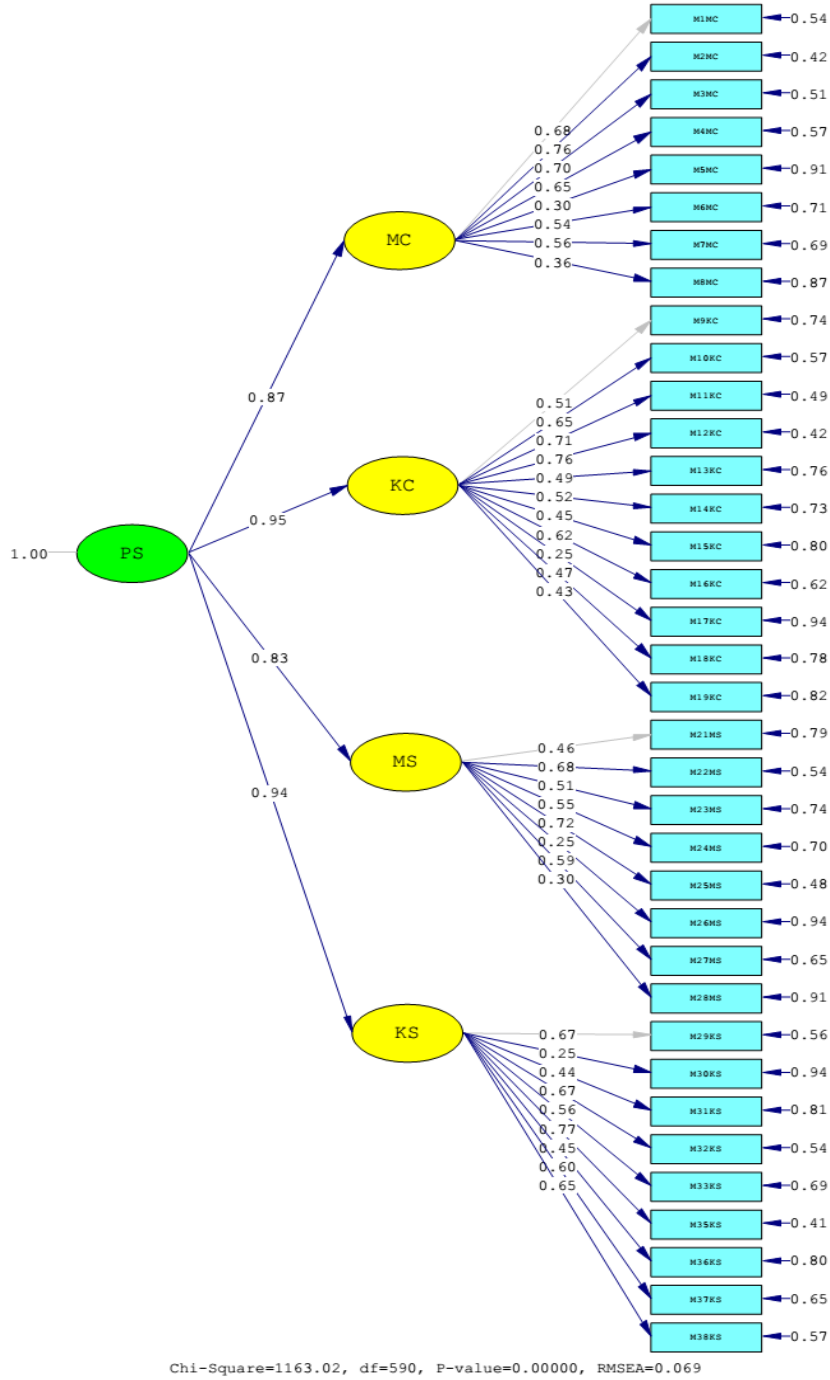 M1MC 0.54
M2MC 0.42
M3MC 0.51
M4MC 0.57
M5MC 0.91
M6MC 0.71
M7MC 0.69
M8MC 0.87
0.68
0.76
0.70
0.65
0.30
0.54
0.56
0.36
MC
0.87
M9KC 0.74
M10KC 0.57
M11KC 0.49
M12KC 0.42
M13KC 0.76
M14KC 0.73
M15KC 0.80
M16KC 0.62
M17KC 0.94
M18KC 0.78
M19KC 0.82
0.51
0.65
0.71
0.76
0.49
0.52
0.45
0.62
0.25
0.47
0.43
KC
0.95
1.00 PS
0.83
MS
M21MS 0.79
M22MS 0.54
M23MS 0.74
M24MS 0.70
M25MS 0.48
M26MS 0.94
M27MS 0.65
M28MS 0.91
0.46
0.68
0.51
0.55
0.72
0.25
0.59
0.30
0.94
KS
M29KS 0.56
M30KS 0.94
M31KS 0.81
M32KS 0.54
M33KS 0.69
M35KS 0.41
M36KS 0.80
M37KS 0.65
M38KS 0.57
0.67
0.25
0.44
0.67
0.56
0.77
0.45
0.60
0.65
Chi-Square=1163.02, df=590, P-value=0.00000, RMSEA=0.069